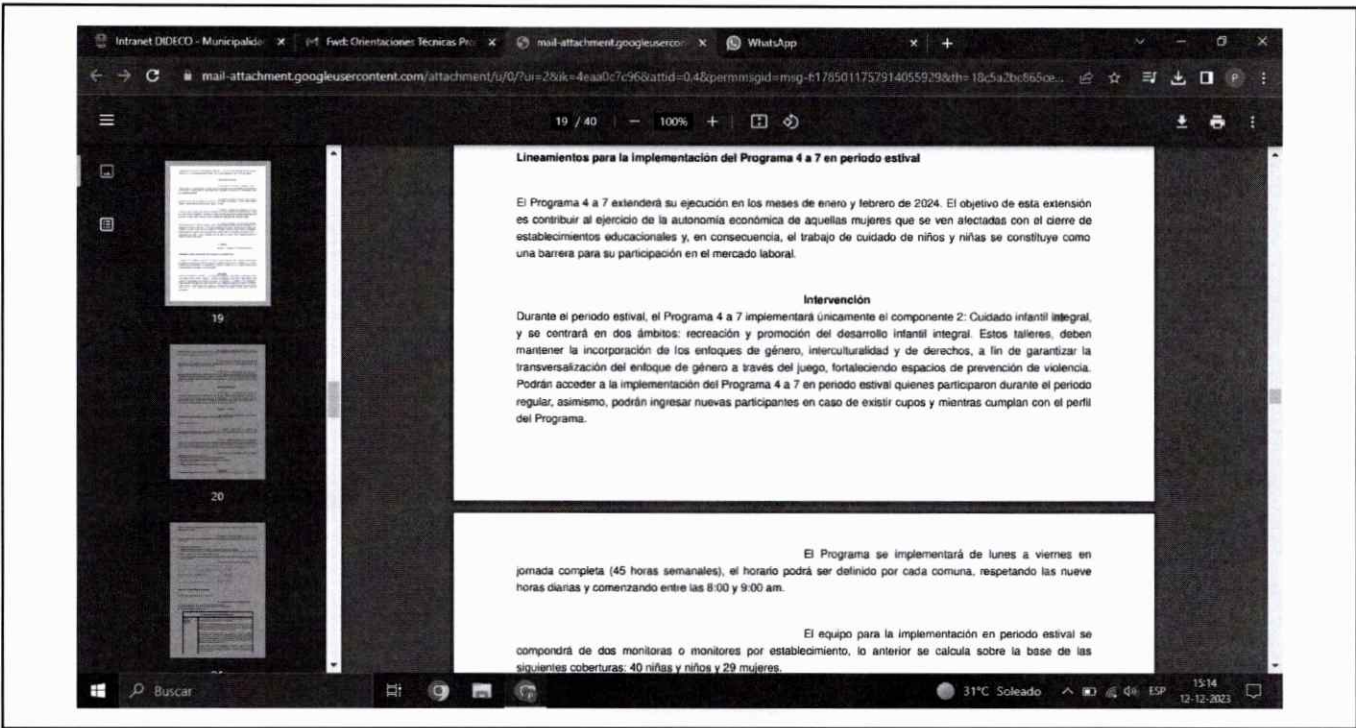 Intranet DIDECO - Municipalida
Fwd: Orientaciones Técnicas Pro
mail-attachment.googleusercon
WhatsApp
19 / 40
100%
Lineamientos para la implementación del Programa 4 a 7 en periodo estival
El Programa 4 a 7 extenderá su ejecución en los meses de enero y febrero de 2024. El objetivo de esta extensión
es contribuir al ejercicio de la autonomía económica de aquellas mujeres que se ven afectadas con el cierre de
establecimientos educacionales y, en consecuencia, el trabajo de cuidado de niños y niñas se constituye como
una barrera para su participación en el mercado laboral.
Intervención
Durante el periodo estival, el Programa 4 a 7 implementará únicamente el componente 2: Cuidado infantil integral,
y se centrará en dos ámbitos: recreación y promoción del desarrollo infantil integral. Estos talleres, deben
mantener la incorporación de los enfoques de género, interculturalidad y de derechos, a fin de garantizar la
transversalización del enfoque de género a través del juego, fortaleciendo espacios de prevención de violencia.
Podrán acceder a la implementación del Programa 4 a 7 en periodo estival quienes participaron durante el periodo
regular, asimismo, podrán ingresar nuevas participantes en caso de existir cupos y mientras cumplan con el perfil
del Programa.
19
20
El Programa se implementará de lunes a viernes en
jornada completa (45 horas semanales), el horario podrá ser definido por cada comuna, respetando las nueve
horas diarias y comenzando entre las 8:00 y 9:00 am.
El equipo para la implementación en periodo estival se
compondrá de dos monitoras o monitores por establecimiento, lo anterior se calcula sobre la base de las
siguientes coberturas: 40 niñas y niños y 29 mujeres.
Buscar
31°C Soleado
ESP
15:14
12-12-2023